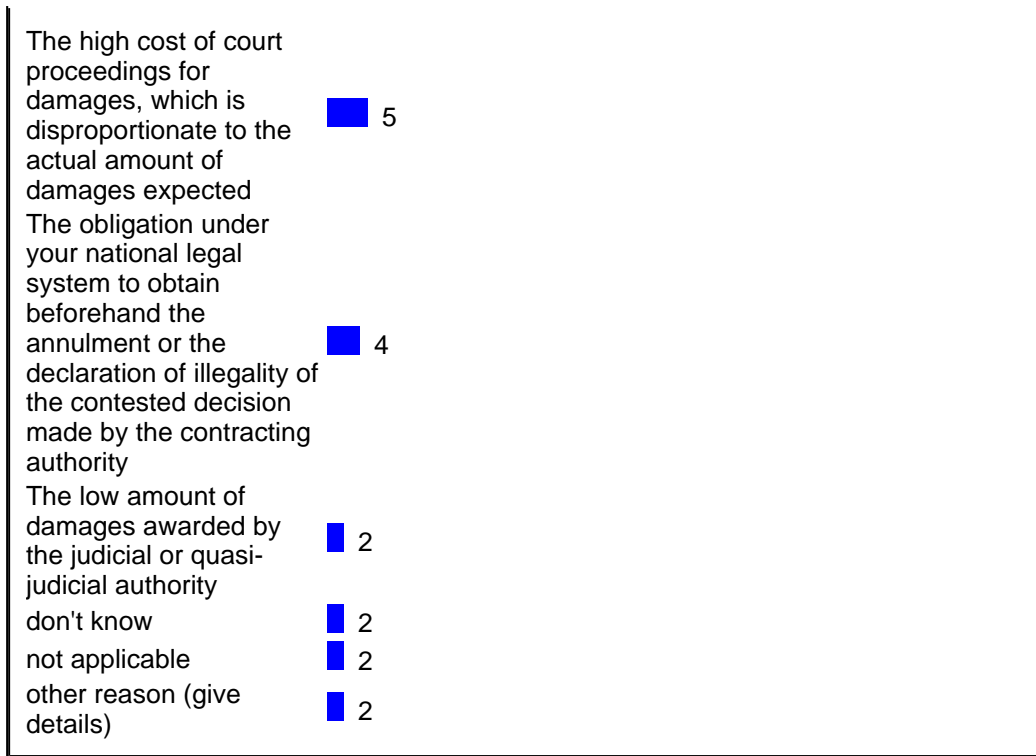 The high cost of court
proceedings for
damages, which is
disproportionate to the
actual amount of
damages expected
5
The obligation under
your national legal
system to obtain
beforehand the
annulment or the
declaration of illegality of
the contested decision
made by the contracting
authority
4
The low amount of
damages awarded by
the judicial or quasi-
judicial authority
2
don't know
2
not applicable
2
other reason (give
details)
2